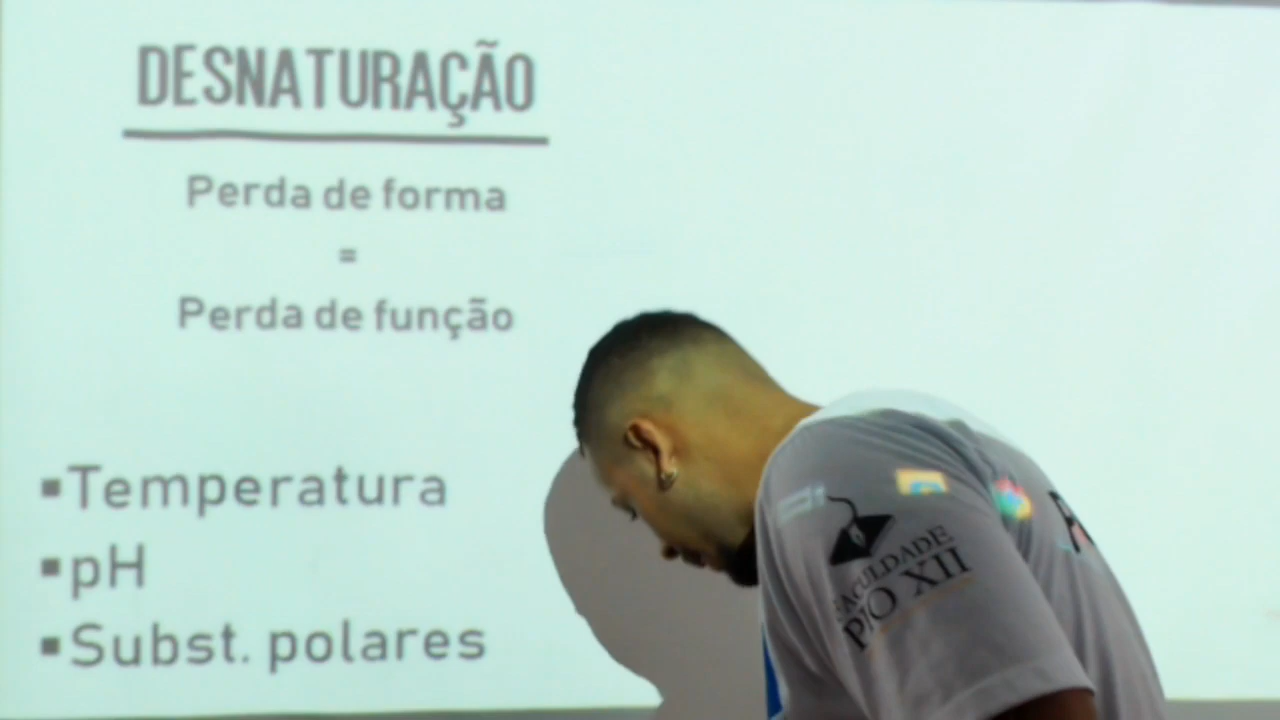 DESNATURAÇÃO
Perda de forma
=
Perda de função
▪Temperatura
▪pH
▪Subst. polares
FACULDADE
PIO XII